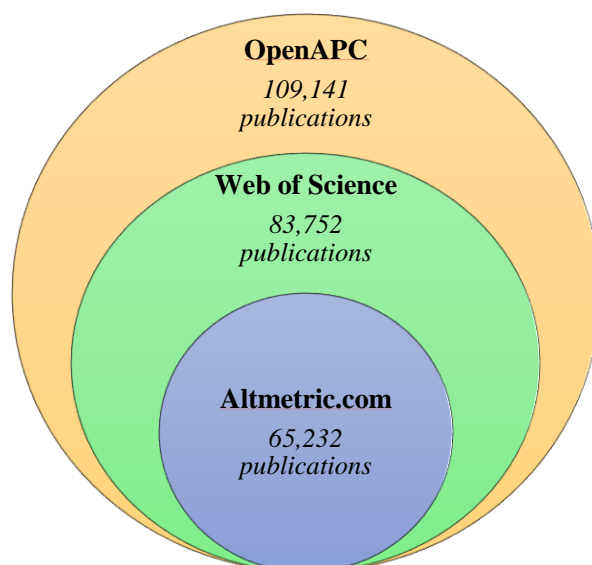 OpenAPC
109,141
publications
Web of Science
83,752
publications
Altmetric.com
65,232
publications